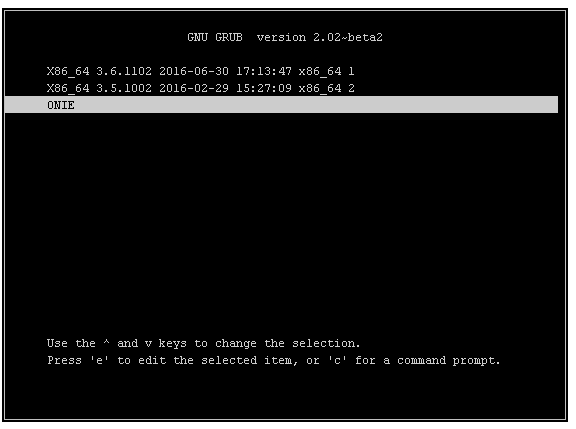 GNU GRUB  version 2.02~beta2
X86_64 3.6.1102 2016-06-30 17:13:47 x86_64 1
X86_64 3.5.1002 2016-02-29 15:27:09 x86_64 2
ONIE
Use the ^ and v keys to change the selection.
Press 'e' to edit the selected item, or 'c' for a command prompt.